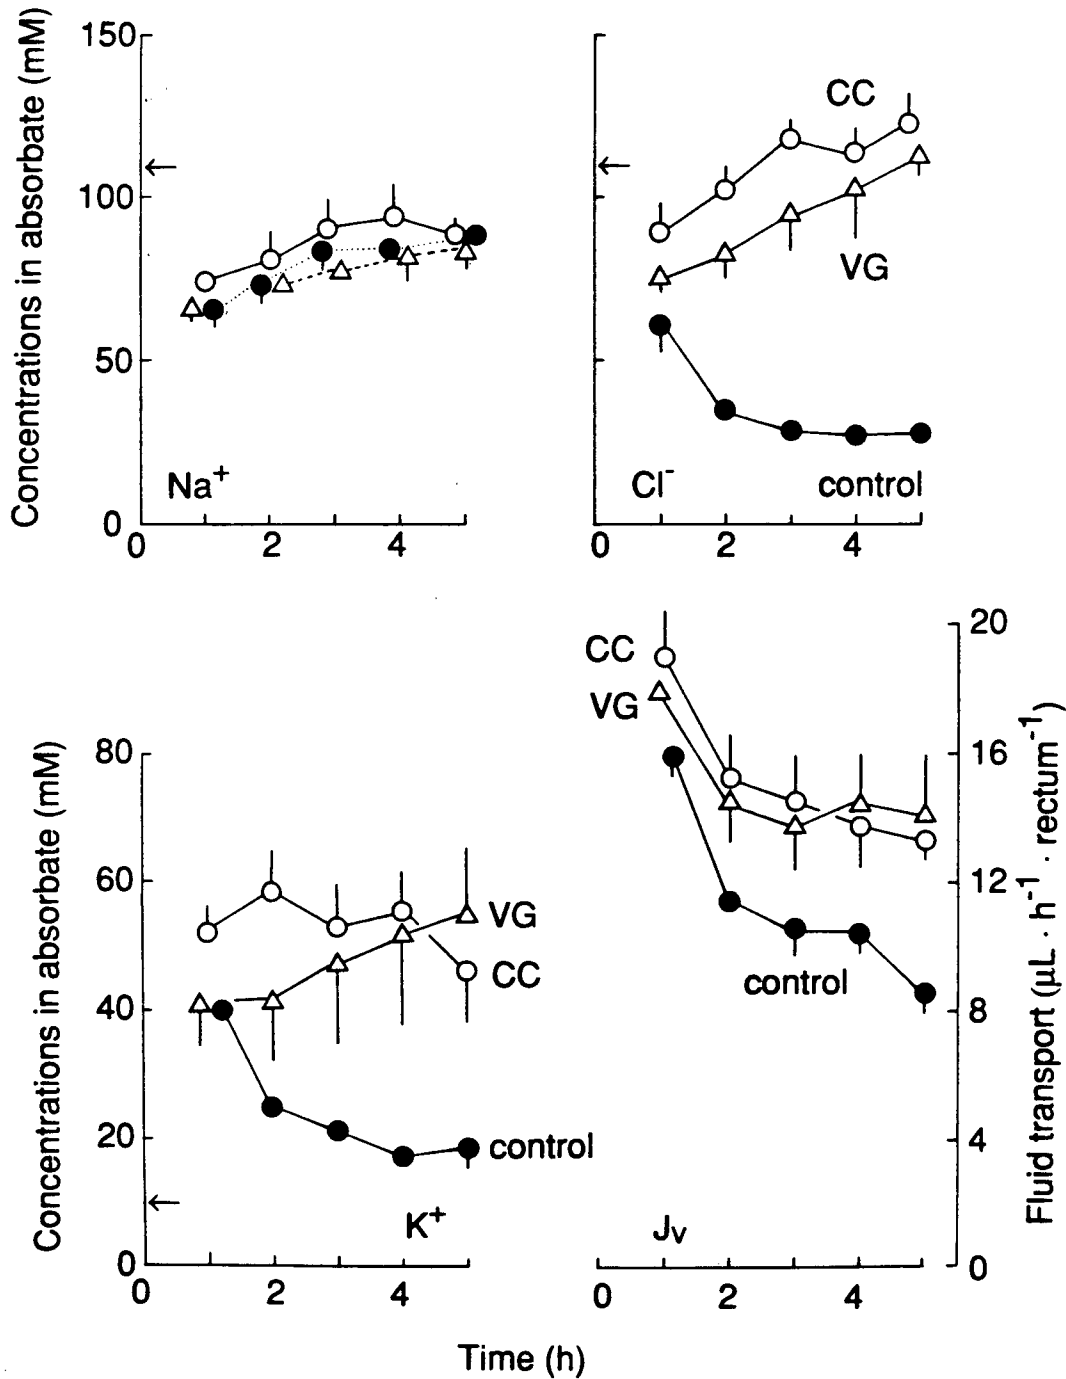 Concentrations in absorbate (mM)
150
100
50
0
0
2
4
Na⁺
CC
VG
control
Cl⁻
0
2
4
Concentrations in absorbate (mM)
80
60
40
20
0
0
2
4
VG
CC
control
K⁺
CC
VG
control
Jv
0
2
4
20
16
12
8
4
0
Fluid transport (μL · h⁻¹ · rectum⁻¹)
Time (h)